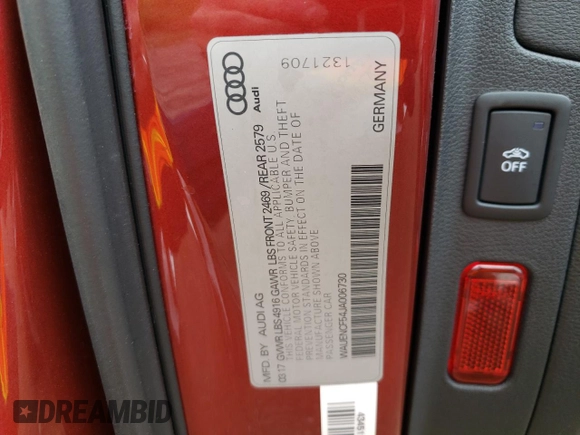 Audi
1321709
MFD. BY AUDI AG GERMANY
09.17 GVWR LBS 4916 GAWR LBS FRONT 2469/REAR 2579
THIS VEHICLE CONFORMS TO ALL APPLICABLE U.S.
FEDERAL MOTOR VEHICLE SAFETY BUMPER AND THEFT
PREVENTION STANDARDS IN EFFECT ON THE DATE OF
MANUFACTURE SHOWN ABOVE
PASSENGER CAR
WAUENCF54JA006730
OFF
DREAMBID